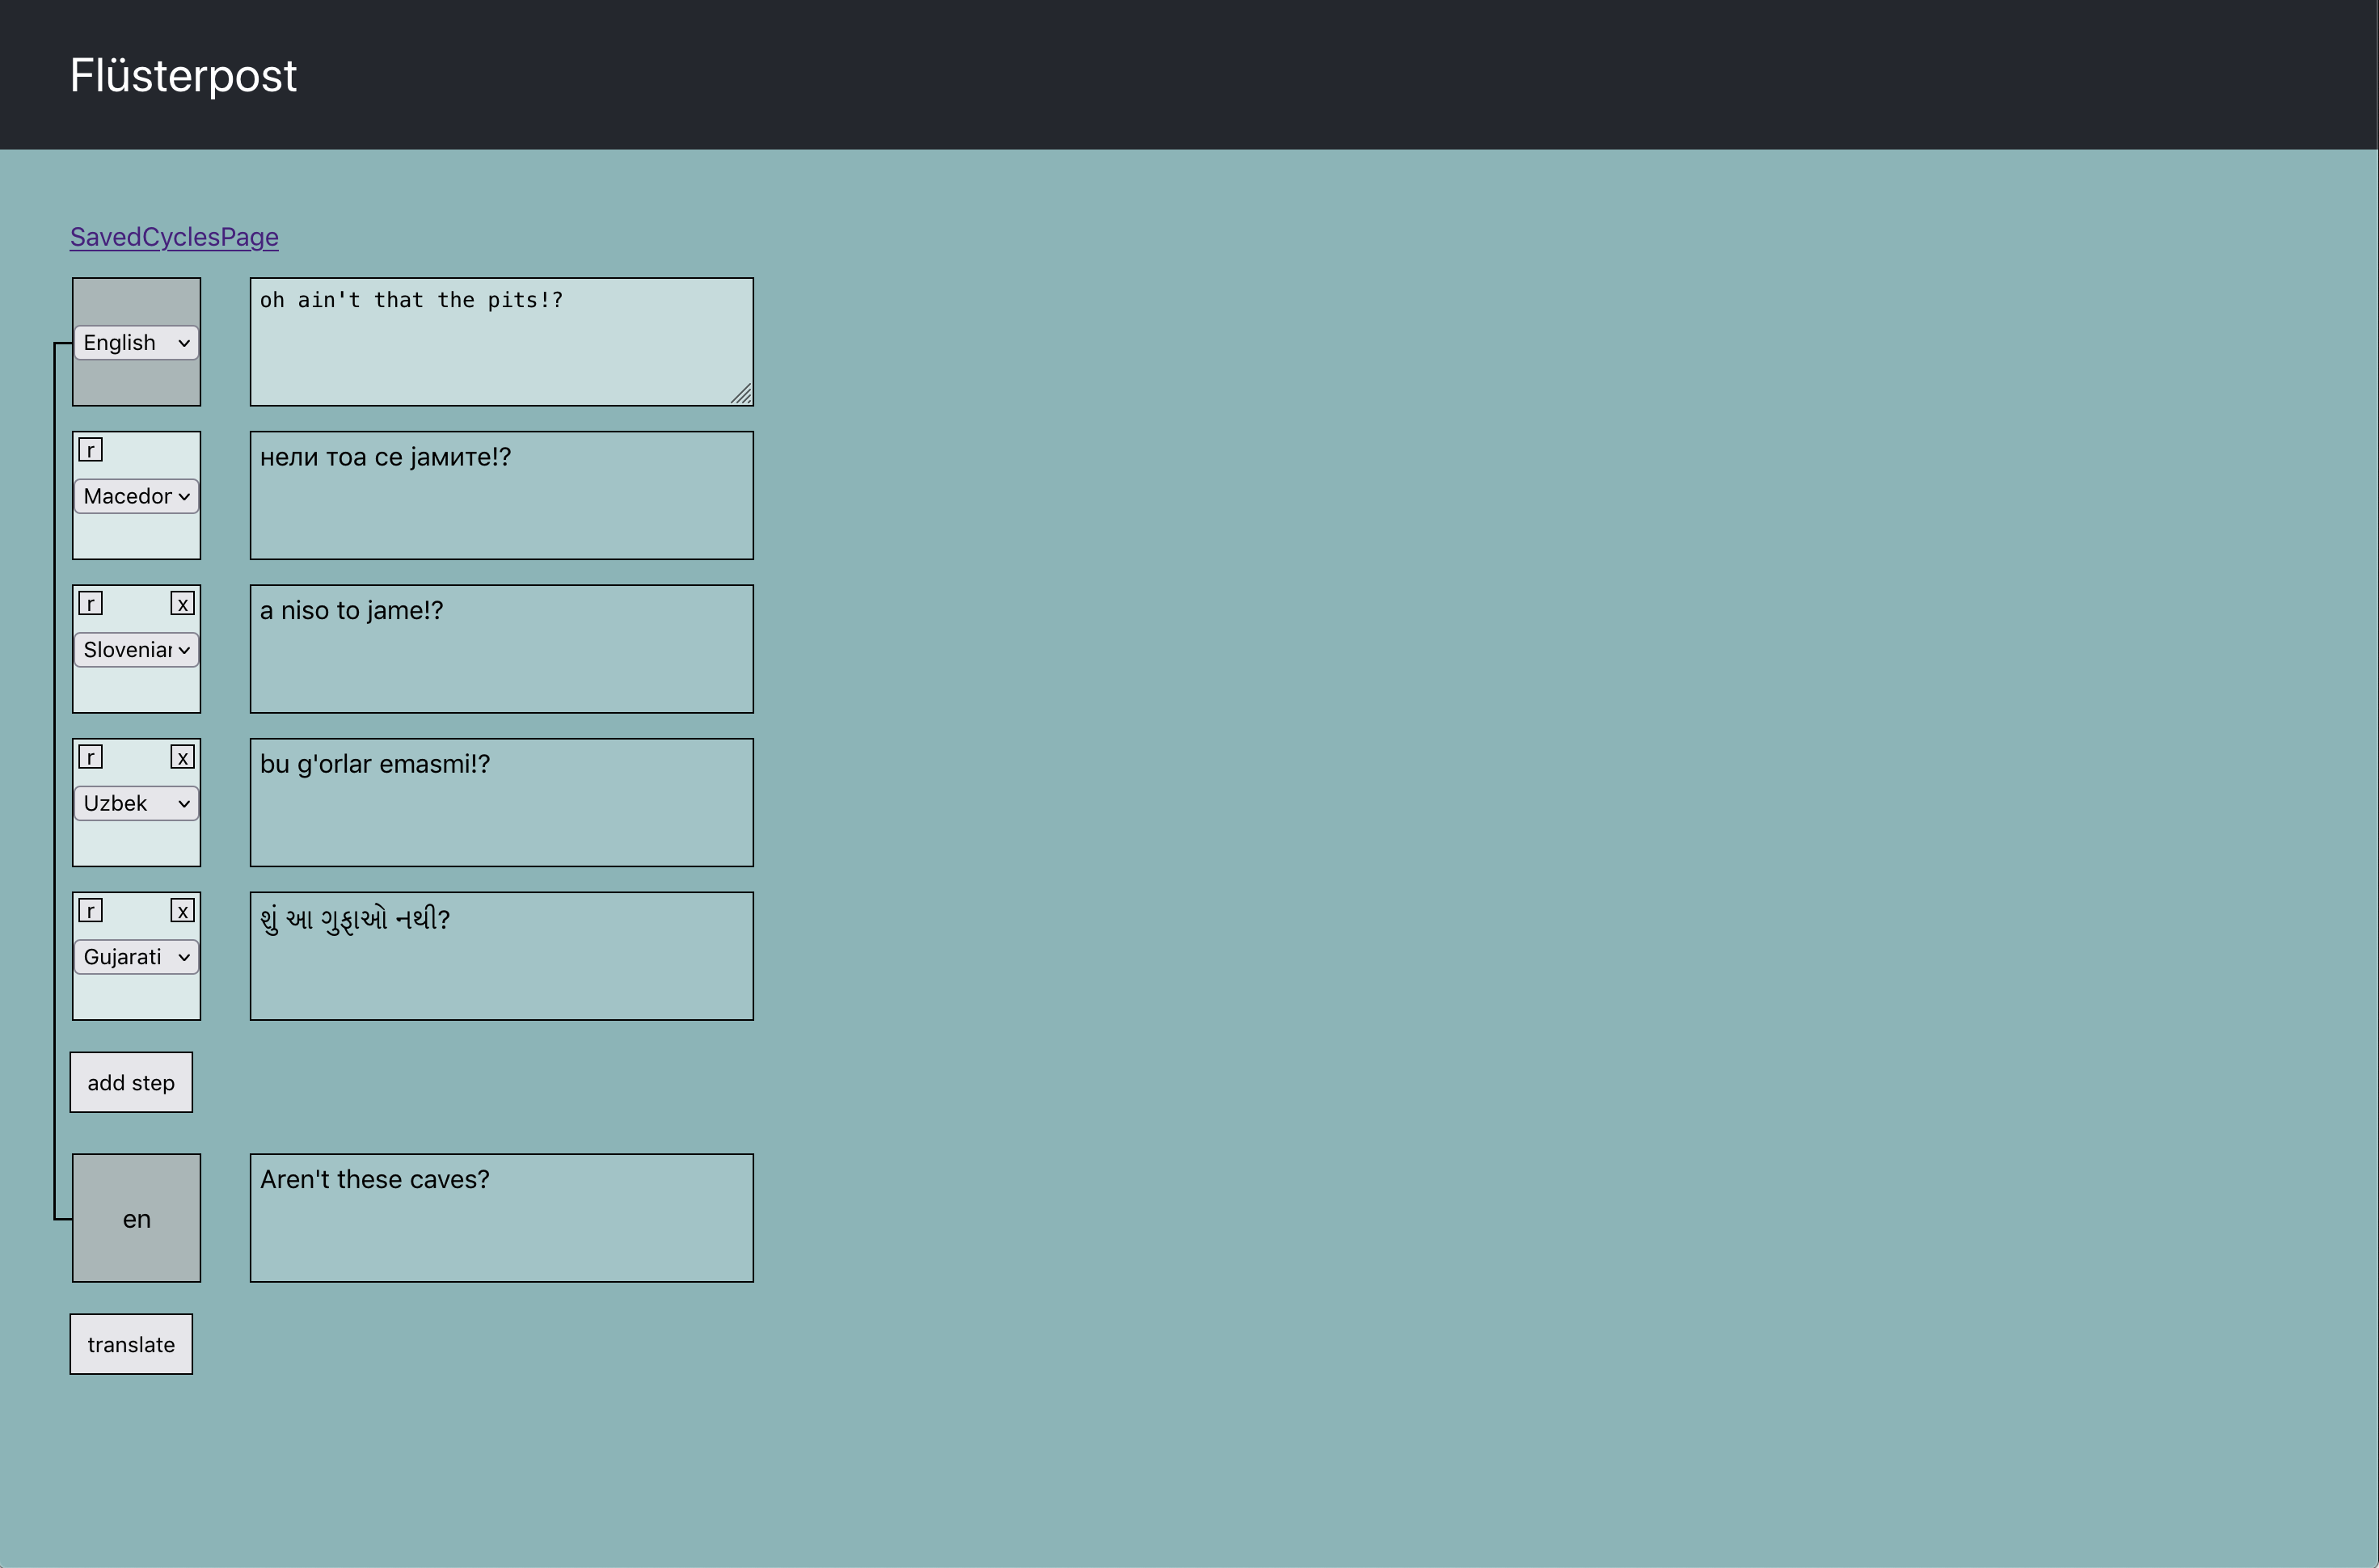 Flüsterpost
SavedCyclesPage
English
oh ain't that the pits!?
r
Macedor
нели тоа се јамите!?
r x
Slovenian
a niso to jame!?
r x
Uzbek
bu g'orlar emasmi!?
r x
Gujarati
શું આ ગુફાઓ નથી?
add step
en
Aren't these caves?
translate